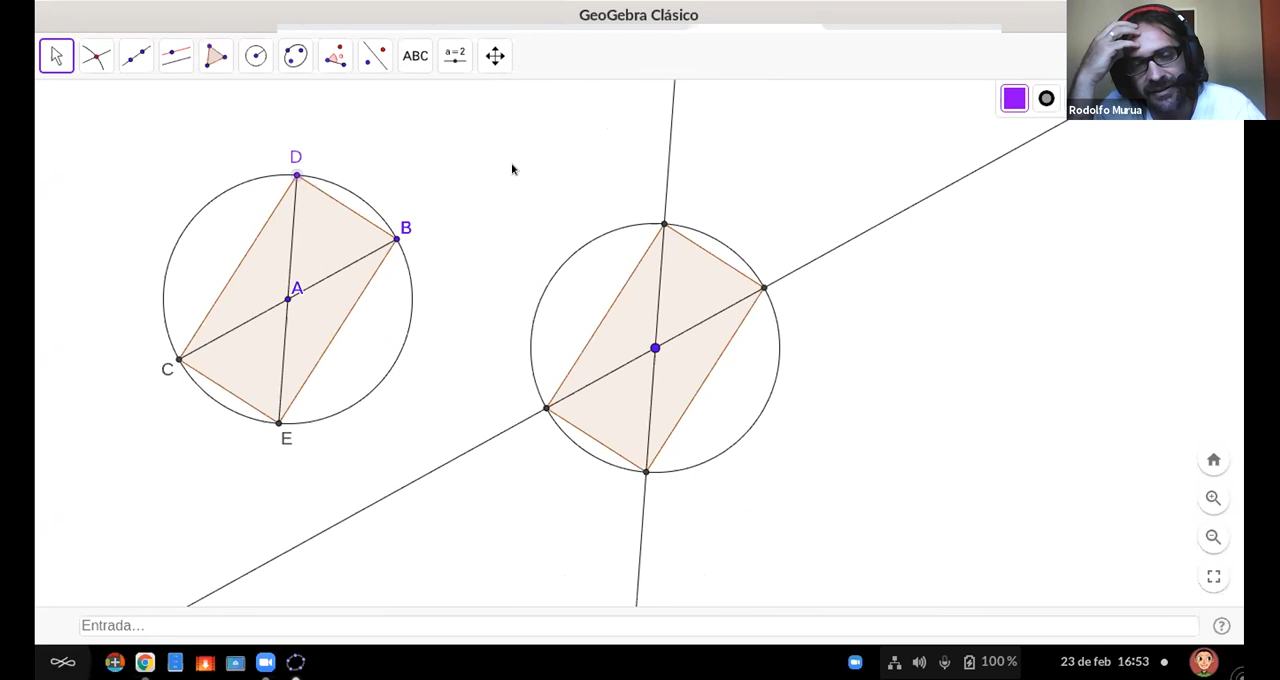 GeoGebra Clásico
ABC
a=2
Rodolfo Murua
D
B
A
C
E
Entrada...
?
100 %
23 de feb 16:53